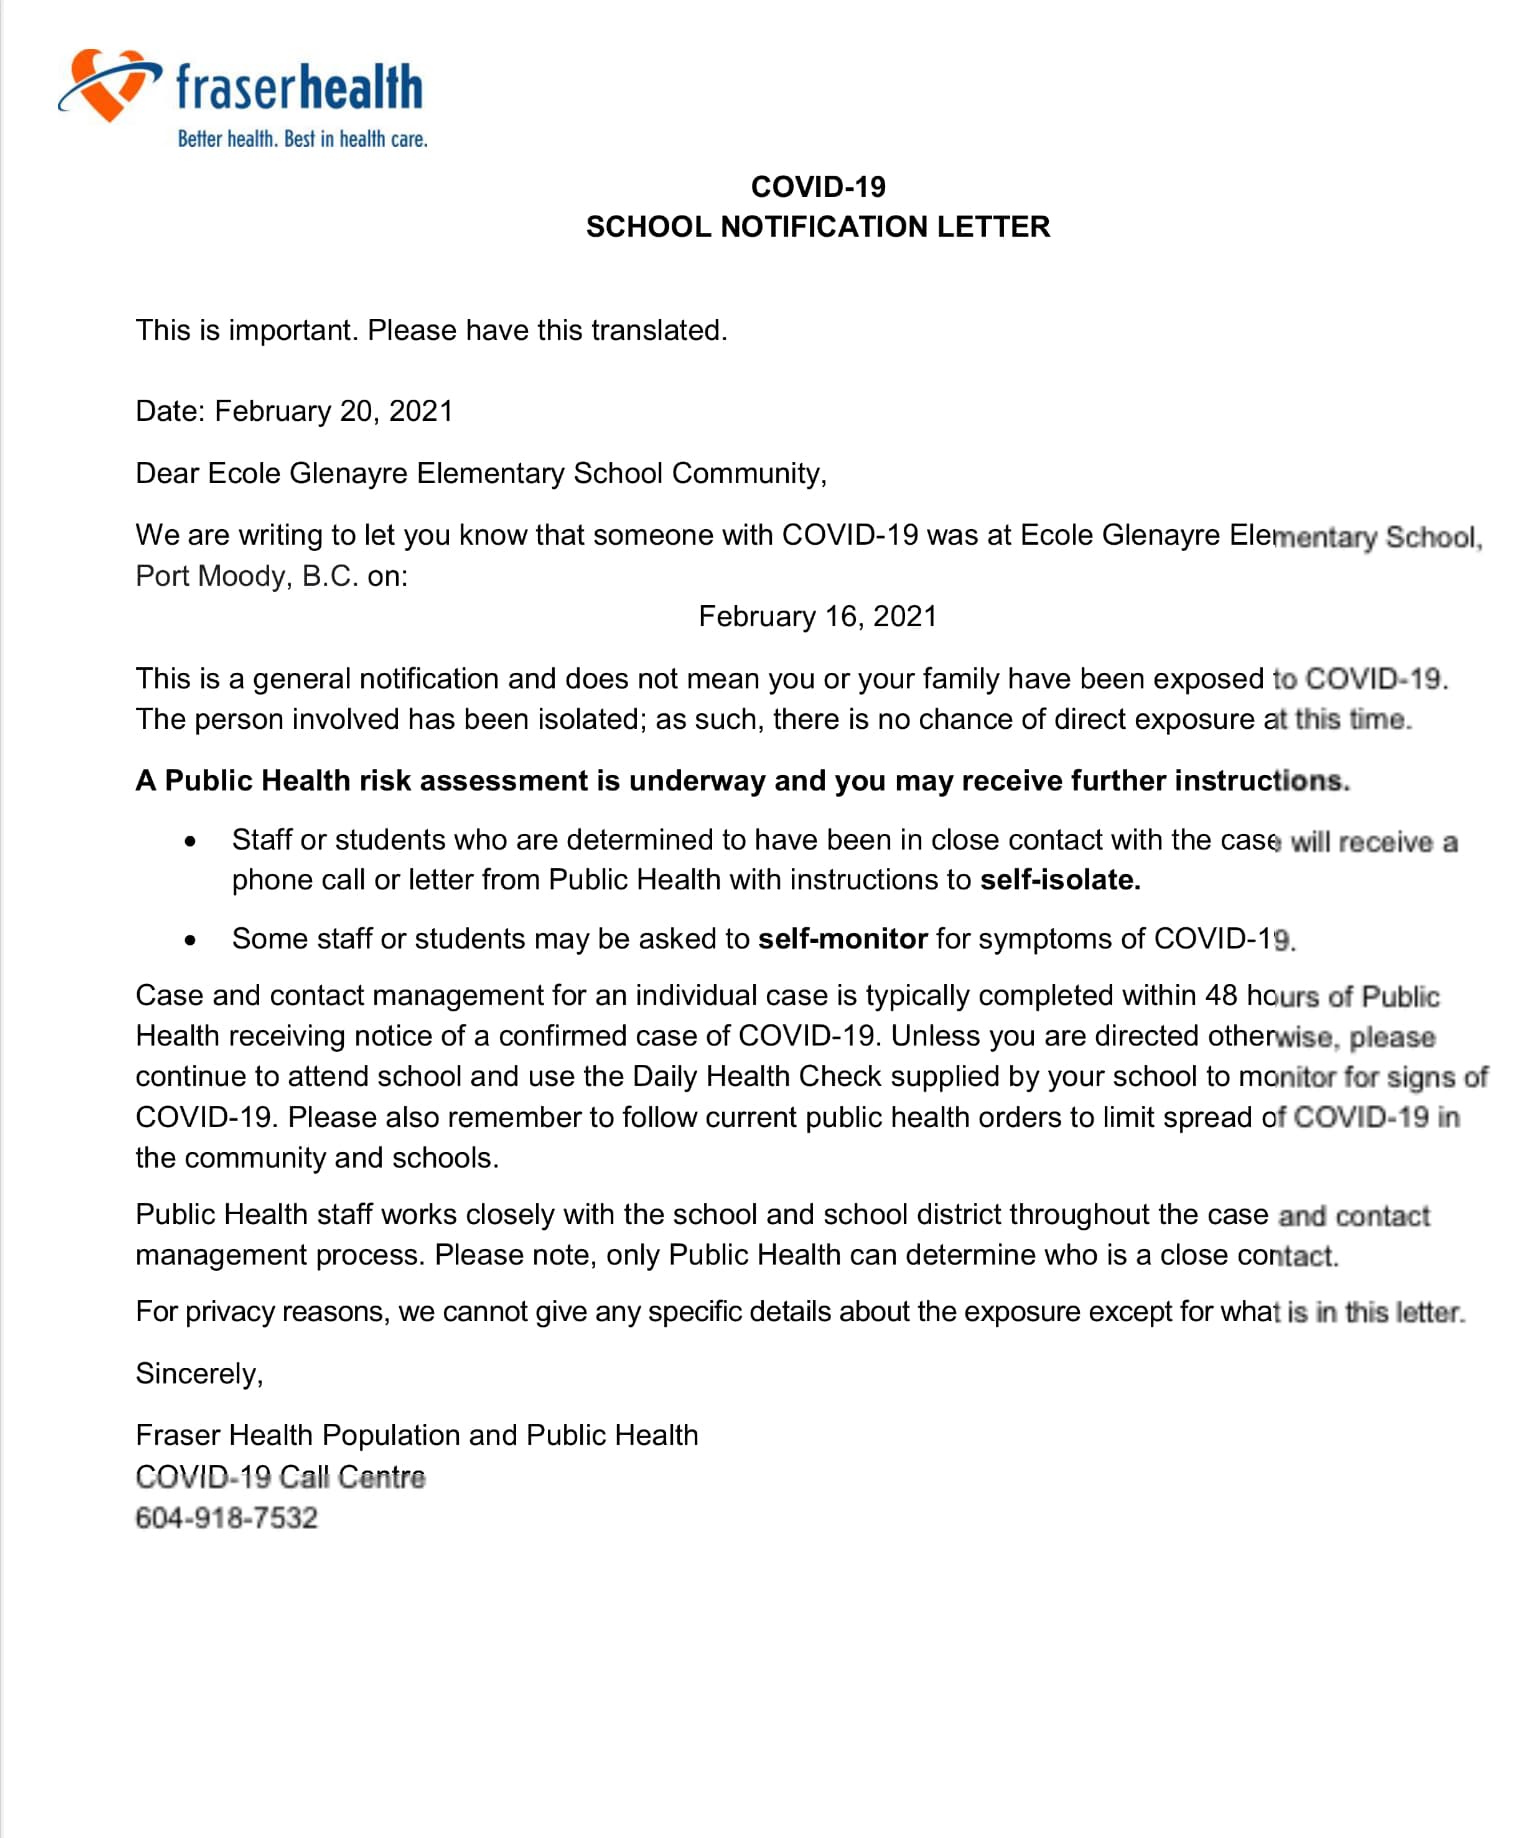 fraserhealth
Better health. Best in health care.
COVID-19
SCHOOL NOTIFICATION LETTER
This is important. Please have this translated.
Date: February 20, 2021
Dear Ecole Glenayre Elementary School Community,
We are writing to let you know that someone with COVID-19 was at Ecole Glenayre Elementary School,
Port Moody, B.C. on:
February 16, 2021
This is a general notification and does not mean you or your family have been exposed to COVID-19.
The person involved has been isolated; as such, there is no chance of direct exposure at this time.
A Public Health risk assessment is underway and you may receive further instructions.
• Staff or students who are determined to have been in close contact with the case will receive a
phone call or letter from Public Health with instructions to self-isolate.
• Some staff or students may be asked to self-monitor for symptoms of COVID-19.
Case and contact management for an individual case is typically completed within 48 hours of Public
Health receiving notice of a confirmed case of COVID-19. Unless you are directed otherwise, please
continue to attend school and use the Daily Health Check supplied by your school to monitor for signs of
COVID-19. Please also remember to follow current public health orders to limit spread of COVID-19 in
the community and schools.
Public Health staff works closely with the school and school district throughout the case and contact
management process. Please note, only Public Health can determine who is a close contact.
For privacy reasons, we cannot give any specific details about the exposure except for what is in this letter.
Sincerely,
Fraser Health Population and Public Health
COVID-19 Call Centre
604-918-7532